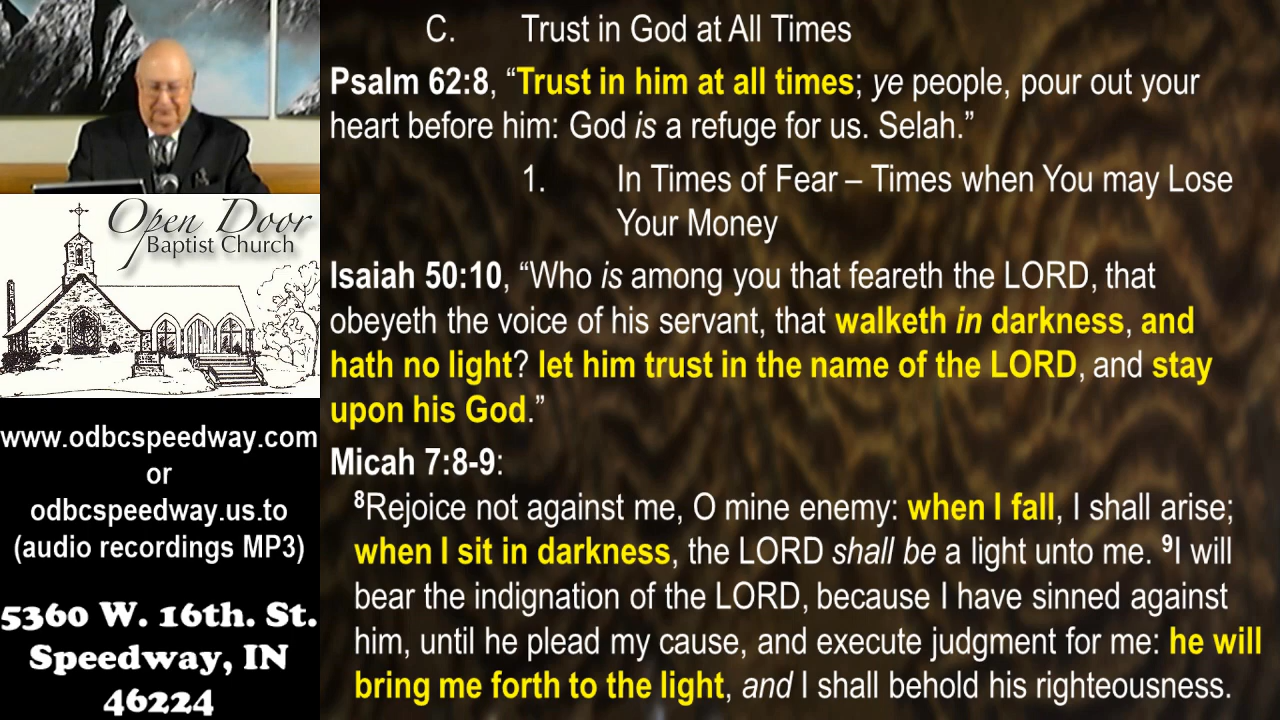 C. Trust in God at All Times
Psalm 62:8, “Trust in him at all times; ye people, pour out your
heart before him: God is a refuge for us. Selah.”
1. In Times of Fear – Times when You may Lose
Your Money
Isaiah 50:10, “Who is among you that feareth the LORD, that
obeyeth the voice of his servant, that walketh in darkness, and
hath no light? let him trust in the name of the LORD, and stay
upon his God.”
Micah 7:8-9:
8Rejoice not against me, O mine enemy: when I fall, I shall arise;
when I sit in darkness, the LORD shall be a light unto me. 9I will
bear the indignation of the LORD, because I have sinned against
him, until he plead my cause, and execute judgment for me: he will
bring me forth to the light, and I shall behold his righteousness.
Open Door
Baptist Church
www.odbcspeedway.com
or
odbcspeedway.us.to
(audio recordings MP3)
5360 W. 16th. St.
Speedway, IN
46224